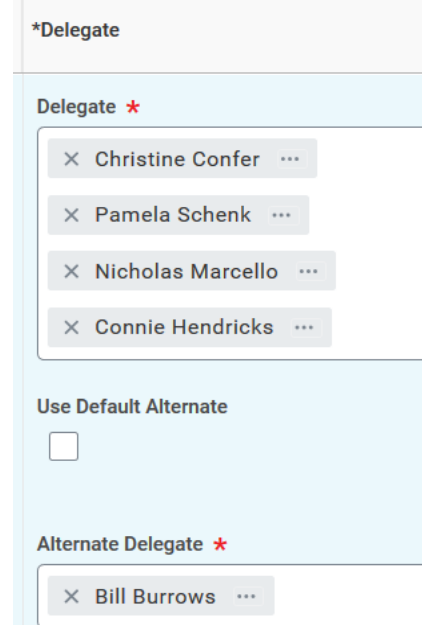 *Delegate
Delegate *
Christine Confer
Pamela Schenk
Nicholas Marcello
Connie Hendricks
Use Default Alternate
Alternate Delegate *
Bill Burrows